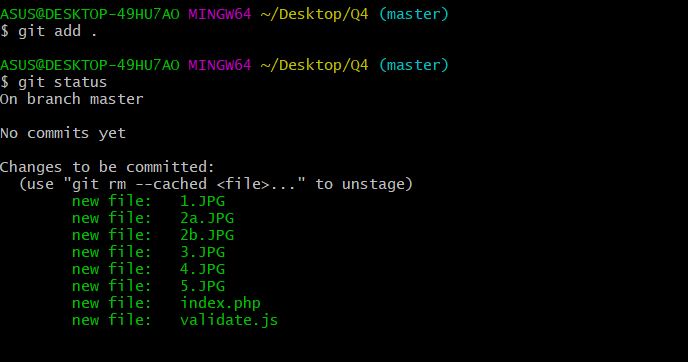 ASUS@DESKTOP-49HU7AO MINGW64 ~/Desktop/Q4 (master)
$ git add .
ASUS@DESKTOP-49HU7AO MINGW64 ~/Desktop/Q4 (master)
$ git status
On branch master
No commits yet
Changes to be committed:
  (use "git rm --cached <file>..." to unstage)
        new file:   1.JPG
        new file:   2a.JPG
        new file:   2b.JPG
        new file:   3.JPG
        new file:   4.JPG
        new file:   5.JPG
        new file:   index.php
        new file:   validate.js